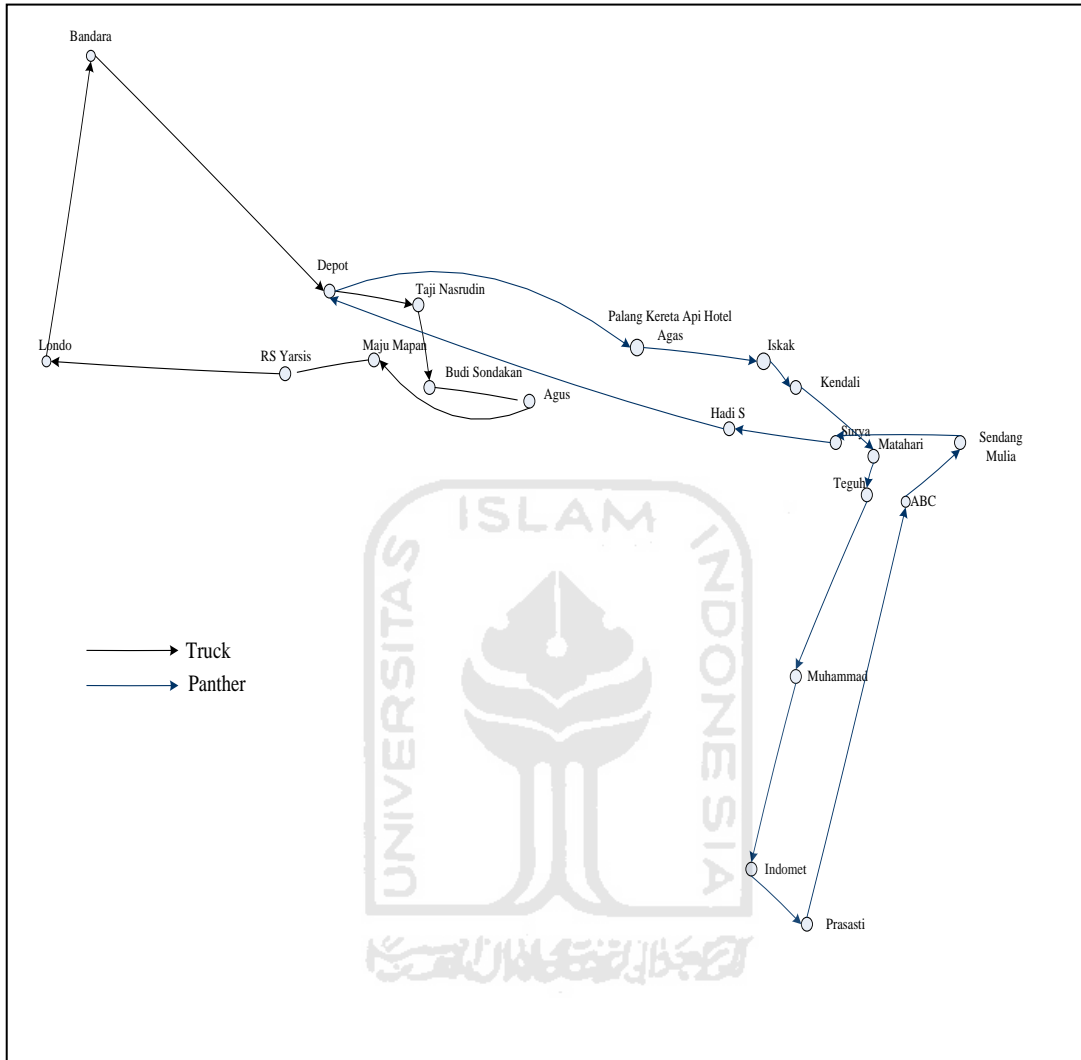 Bandara
Depot
Taji Nasrudin
Palang Kereta Api Hotel
Agas
Iskak
Londo
RS Yarsis
Maju Mapan
Budi Sondakan
Agus
Kendali
Hadi S
Surya
Matahari
Sendang
Mulia
Teguh
ABC
ISLAM
UNIVERSITAS
INDONESIA
Truck
Panther
Muhammad
Indomet
Prasasti